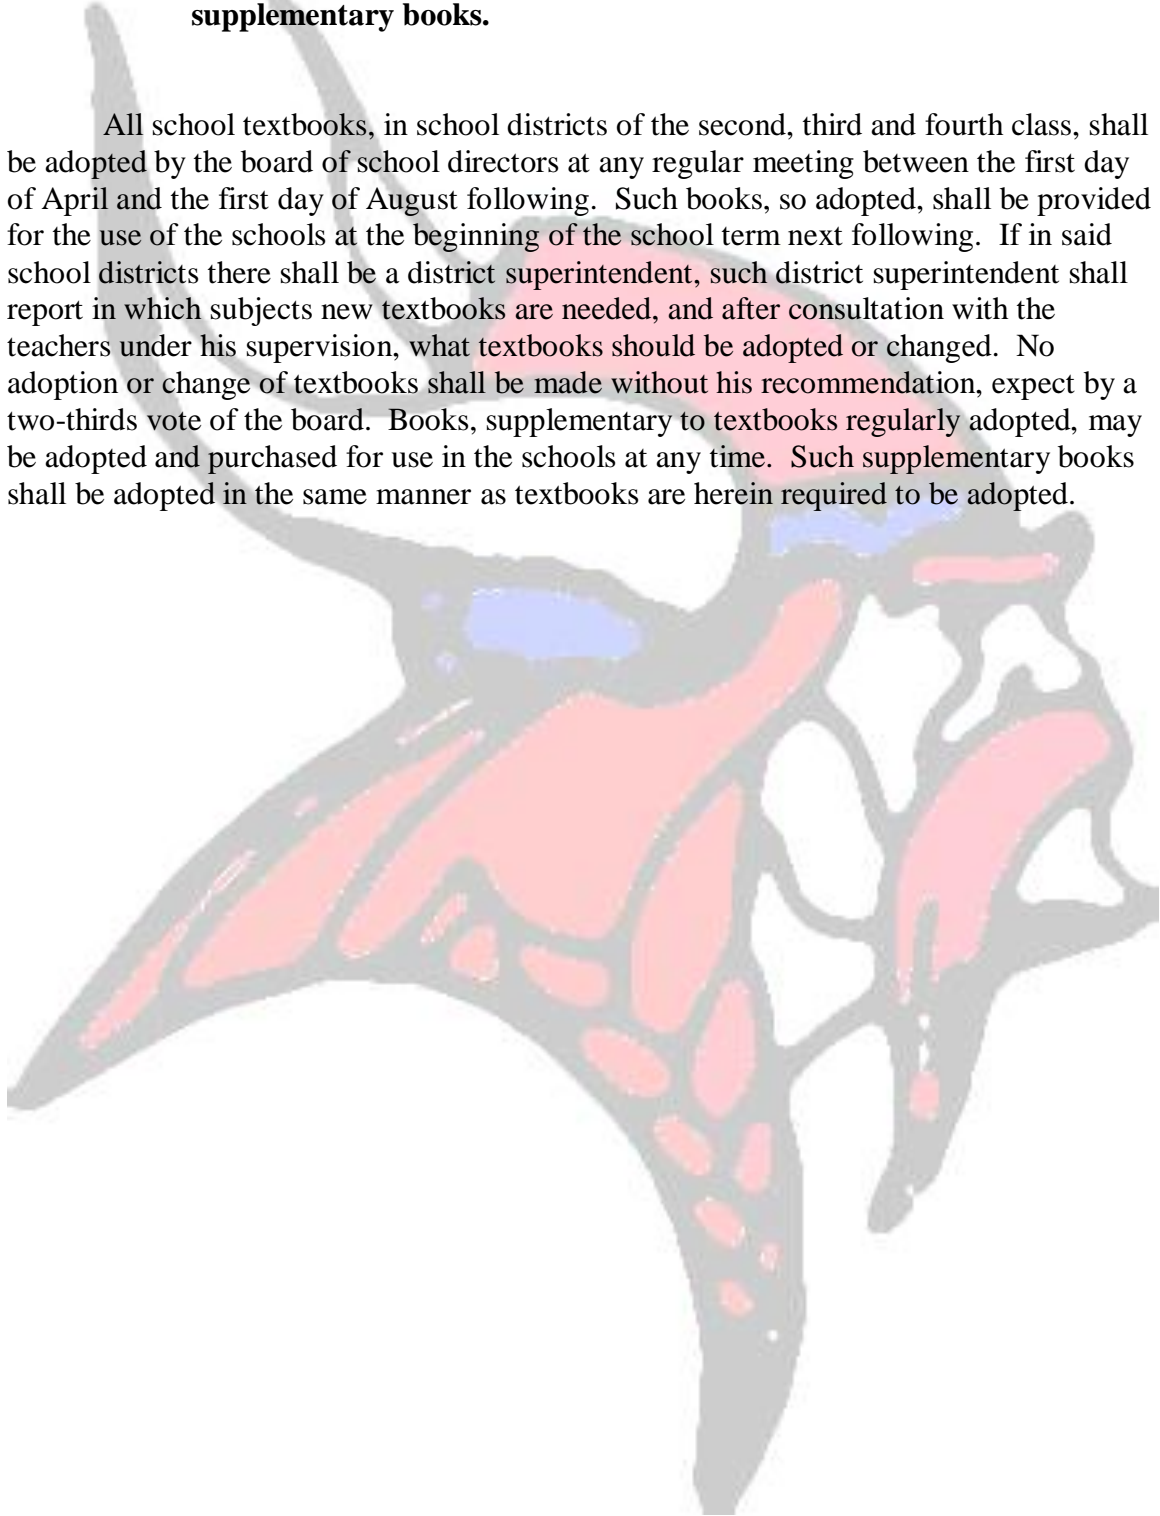 supplementary books.
All school textbooks, in school districts of the second, third and fourth class, shall
be adopted by the board of school directors at any regular meeting between the first day
of April and the first day of August following.  Such books, so adopted, shall be provided
for the use of the schools at the beginning of the school term next following.  If in said
school districts there shall be a district superintendent, such district superintendent shall
report in which subjects new textbooks are needed, and after consultation with the
teachers under his supervision, what textbooks should be adopted or changed.  No
adoption or change of textbooks shall be made without his recommendation, expect by a
two-thirds vote of the board.  Books, supplementary to textbooks regularly adopted, may
be adopted and purchased for use in the schools at any time.  Such supplementary books
shall be adopted in the same manner as textbooks are herein required to be adopted.